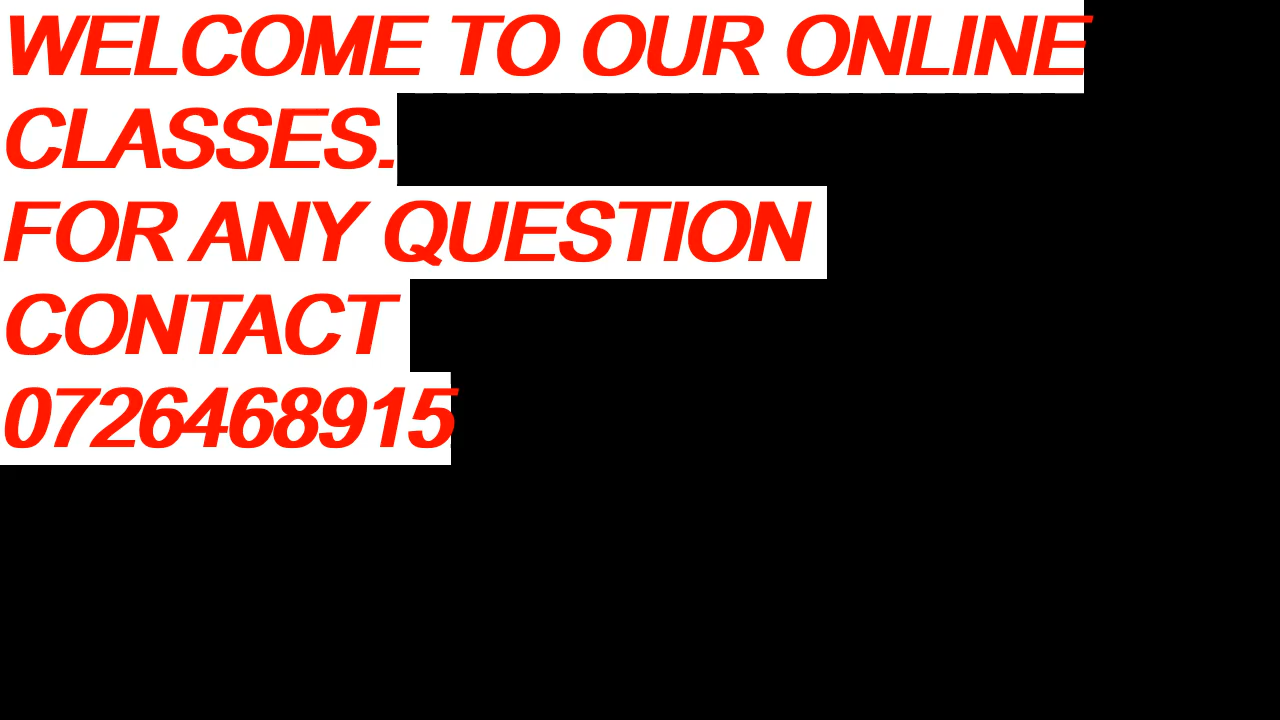 WELCOME TO OUR ONLINE
CLASSES.
FOR ANY QUESTION
CONTACT
0726468915